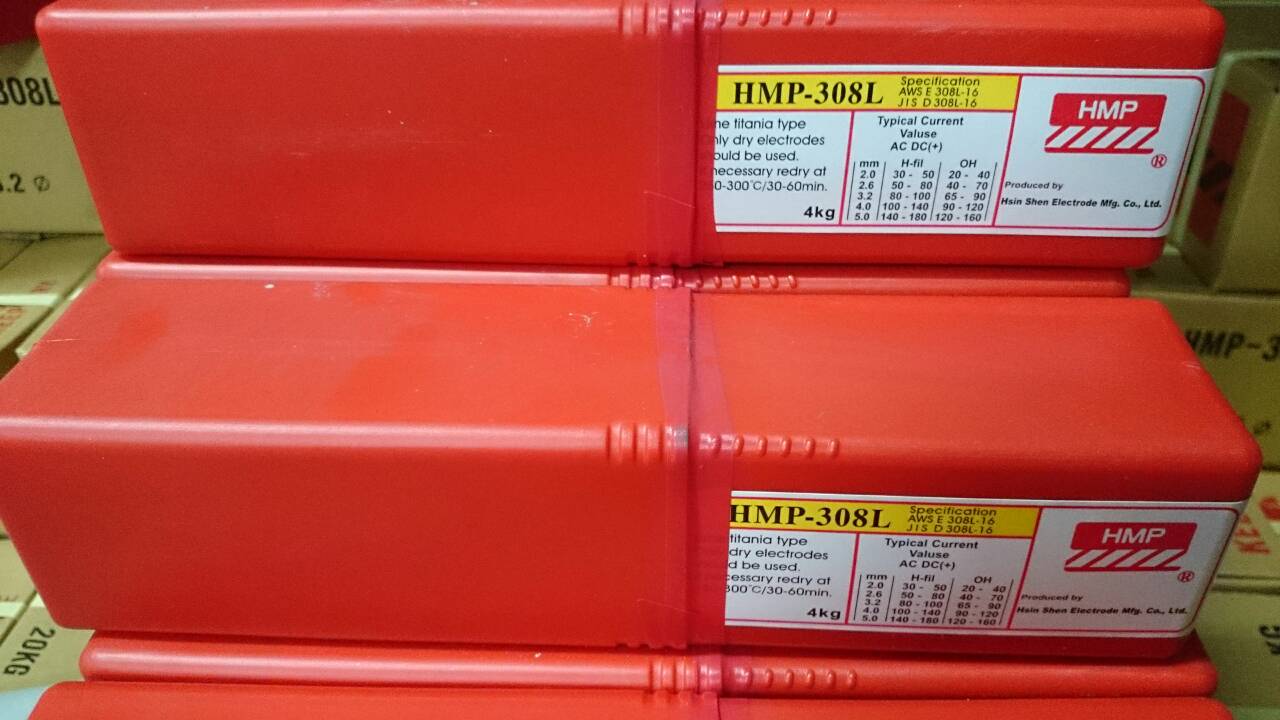 308L
.2 ø
HMP-308L
Specification
AWS E 308L-16
JIS D 308L-16
titania type
dry electrodes
be used.
redry at
-300°C/30-60min.
4kg
Typical Current
Valuse
AC DC(+)
mm H-fil OH
2.0 30 - 50 20 - 40
2.6 50 - 80 40 - 70
3.2 80 - 100 65 - 90
4.0 100 - 140 90 - 120
5.0 140 - 180 120 - 160
HMP
®
Produced by
Hsin Shen Electrode Mfg. Co., Ltd.
HMP-3
HMP-308L
Specification
AWS E 308L-16
JIS D 308L-16
titania type
dry electrodes
be used.
redry at
300°C/30-60min.
4kg
Typical Current
Valuse
AC DC(+)
mm H-fil OH
2.0 30 - 50 20 - 40
2.6 50 - 80 40 - 70
3.2 80 - 100 65 - 90
4.0 100 - 140 90 - 120
5.0 140 - 180 120 - 160
HMP
®
Produced by
Hsin Shen Electrode Mfg. Co., Ltd.
20KG